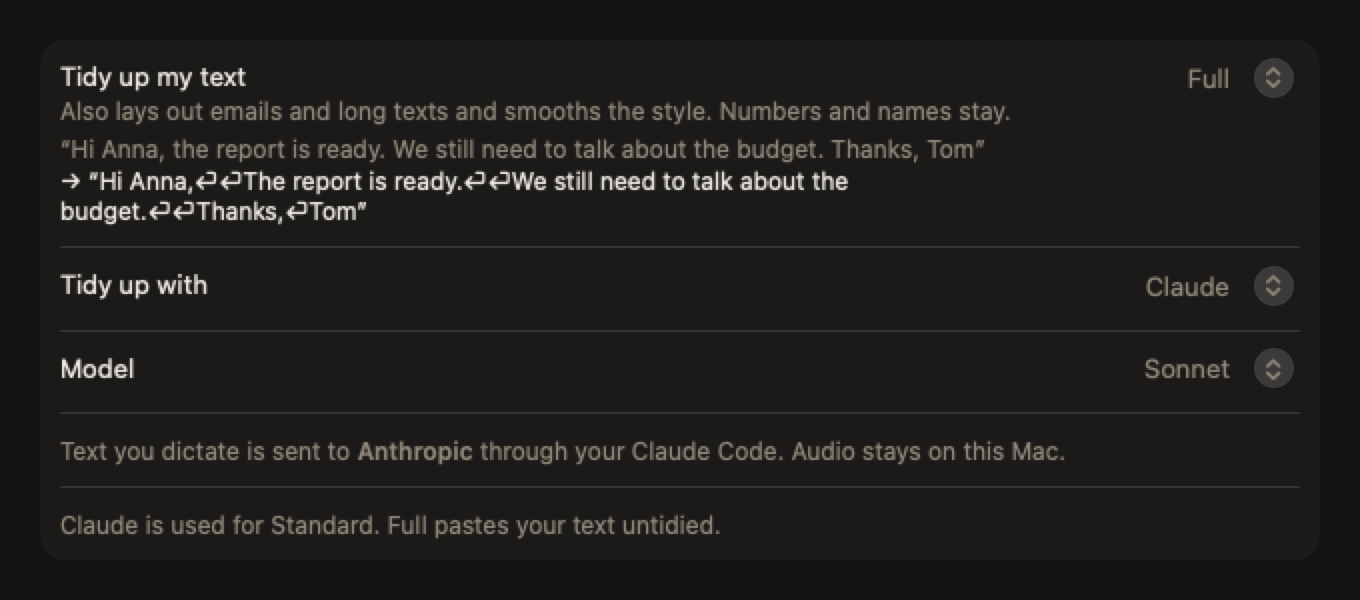 Tidy up my text
Full
Also lays out emails and long texts and smooths the style. Numbers and names stay.
“Hi Anna, the report is ready. We still need to talk about the budget. Thanks, Tom”
→ “Hi Anna,↩↩The report is ready.↩↩We still need to talk about the
budget.↩↩Thanks,↩Tom”
Tidy up with
Claude
Model
Sonnet
Text you dictate is sent to Anthropic through your Claude Code. Audio stays on this Mac.
Claude is used for Standard. Full pastes your text untidied.